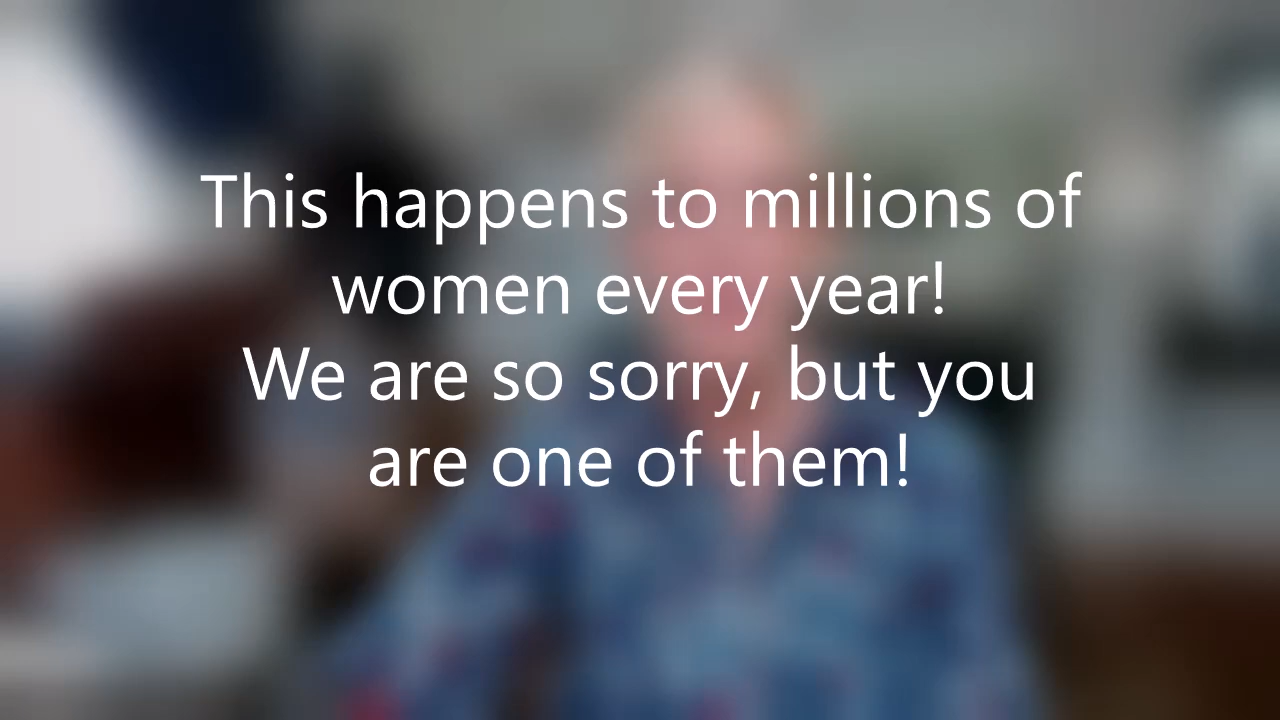 This happens to millions of
women every year!
We are so sorry, but you
are one of them!